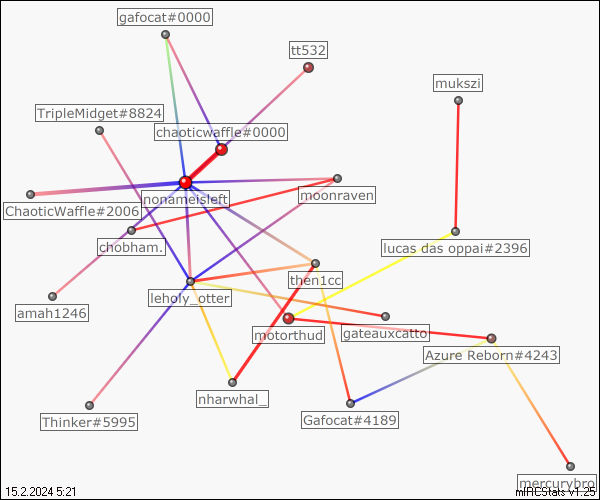 gafocat#0000
tt532
mukszi
TripleMidget#8824
chaoticwaffle#0000
nonameisleft
moonraven
ChaoticWaffle#2006
chobham.
lucas das oppai#2396
then1cc
leholy_otter
amah1246
motorthud
gateauxcatto
Azure Reborn#4243
nharwhal_
Thinker#5995
Gafocat#4189
mercurybro
15.2.2024 5:21
mIRCStats v1.25